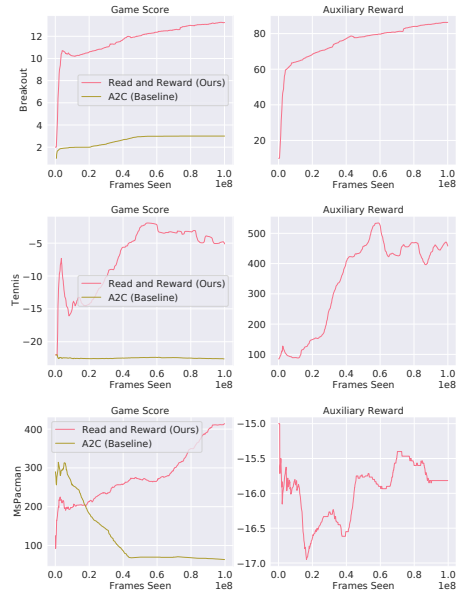 Game Score
Auxiliary Reward
Breakout
12
10
8
6
4
2
Read and Reward (Ours)
A2C (Baseline)
80
60
40
20
0.0 0.2 0.4 0.6 0.8 1.0
Frames Seen 1e8
0.0 0.2 0.4 0.6 0.8 1.0
Frames Seen 1e8
Game Score
Auxiliary Reward
Tennis
−5
−10
−15
−20
Read and Reward (Ours)
A2C (Baseline)
500
400
300
200
100
0.0 0.2 0.4 0.6 0.8 1.0
Frames Seen 1e8
0.0 0.2 0.4 0.6 0.8 1.0
Frames Seen 1e8
Game Score
Auxiliary Reward
MsPacman
400
300
200
100
Read and Reward (Ours)
A2C (Baseline)
−15.0
−15.5
−16.0
−16.5
−17.0
0.0 0.2 0.4 0.6 0.8 1.0
Frames Seen 1e8
0.0 0.2 0.4 0.6 0.8 1.0
Frames Seen 1e8